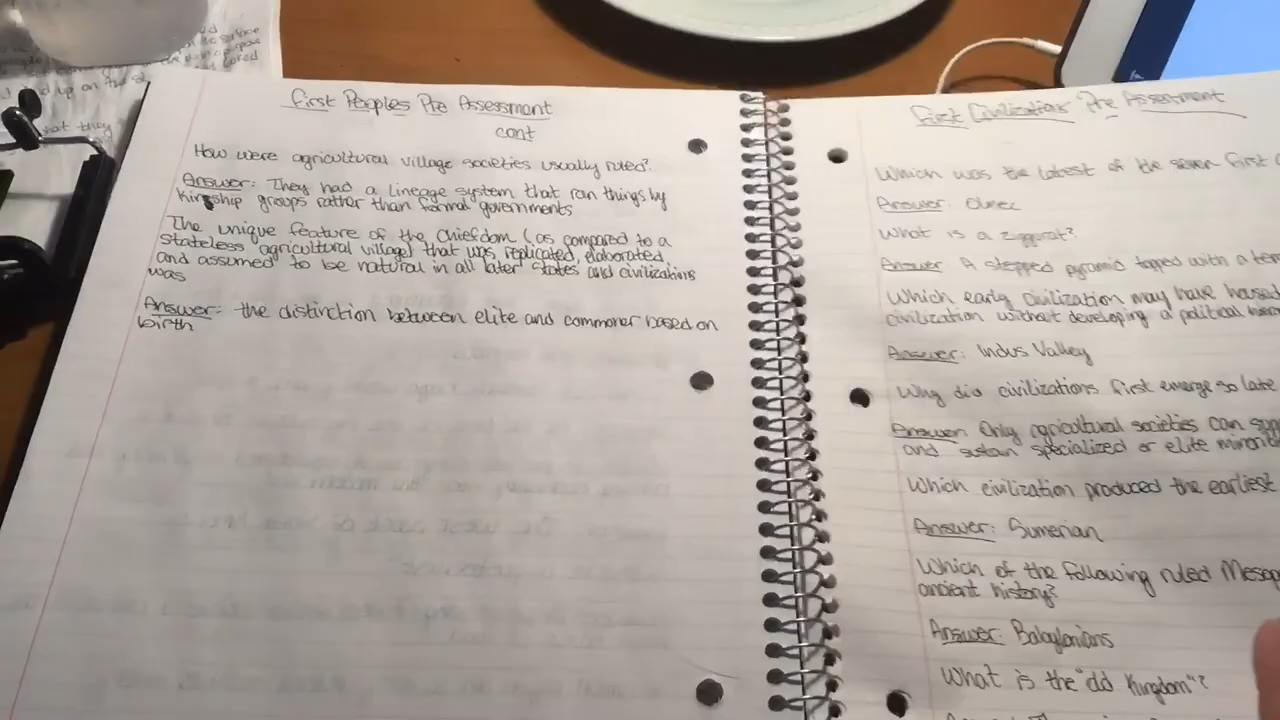 First Peoples Pre Assessment
cont
How were agricultural village societies usually ruled?
Answer: They had a lineage system that ran things by
kingship groups rather than formal governments
The unique feature of the Chiefdom (as compared to a
stateless agricultural village) that was replicated, elaborated,
and assumed to be natural in all later states and civilizations
was
Answer: the distinction between elite and commoner based on
birth
First Civilizations Pre Assessment
Which was the latest of the seven first
Answer: Olmec
What is a ziggurat?
Answer: A stepped pyramid topped with a
Which early civilization may have housed
civilization without developing a political
Answer: Indus Valley
Why did civilizations first emerge so late
Answer: Only agricultural societies can
and sustain specialized or elite
Which civilization produced the earliest
Answer: Sumerian
Which of the following ruled
ancient history?
Answer: Babylonians
What is the "old Kingdom"?